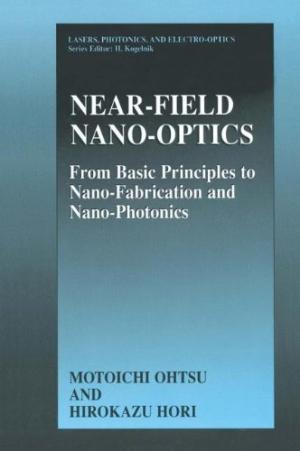 LASERS, PHOTONICS, AND ELECTRO-OPTICS
Series Editor: H. Kogelnik
NEAR-FIELD
NANO-OPTICS
From Basic Principles to
Nano-Fabrication and
Nano-Photonics
MOTOICHI OHTSU
AND
HIROKAZU HORI